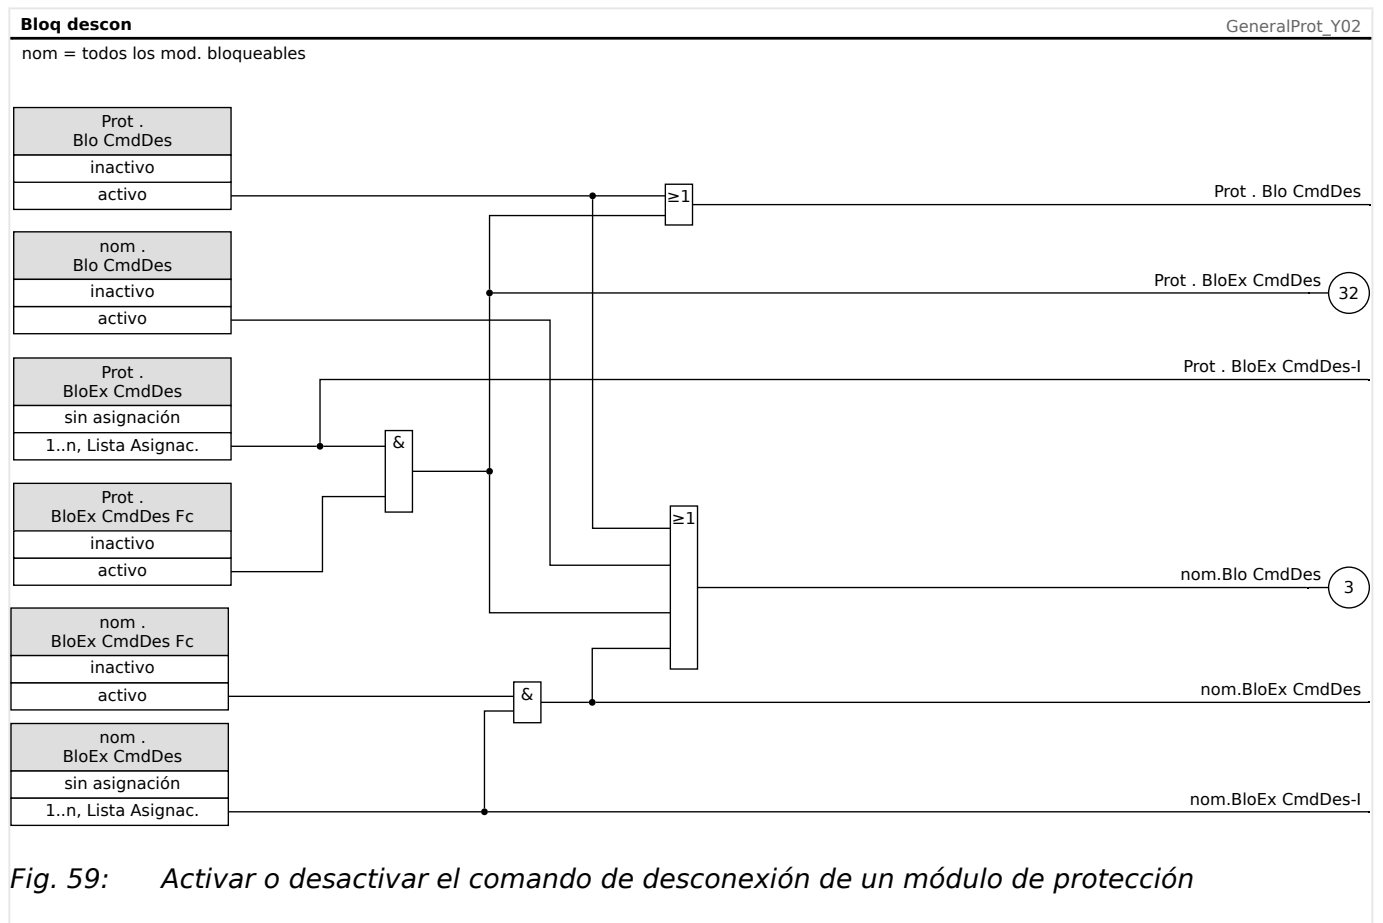 Bloq descon
GeneralProt_Y02
nom = todos los mod. bloqueables
Prot .
Blo CmdDes
inactivo
activo
≥1
Prot . Blo CmdDes
nom .
Blo CmdDes
inactivo
activo
Prot . BloEx CmdDes
32
Prot .
BloEx CmdDes
sin asignación
1..n, Lista Asignac.
Prot . BloEx CmdDes-I
&
Prot .
BloEx CmdDes Fc
inactivo
activo
≥1
nom.Blo CmdDes
3
nom .
BloEx CmdDes Fc
inactivo
activo
&
nom.BloEx CmdDes
nom .
BloEx CmdDes
sin asignación
1..n, Lista Asignac.
nom.BloEx CmdDes-I
Fig. 59: Activar o desactivar el comando de desconexión de un módulo de protección